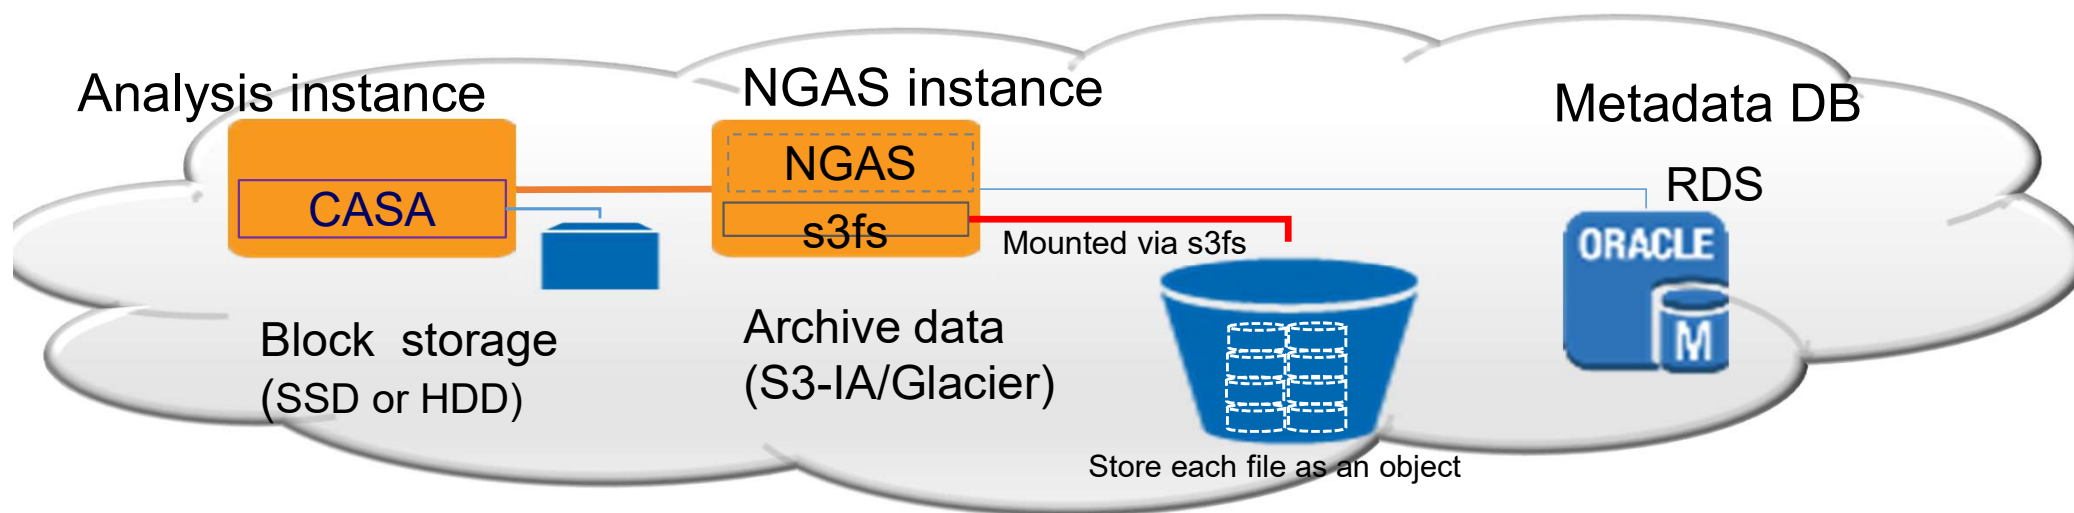 Analysis instance
NGAS instance
Metadata DB
NGAS
RDS
CASA
s3fs
Mounted via s3fs
ORACLE
M
Block storage
(SSD or HDD)
Archive data
(S3-IA/Glacier)
Store each file as an object